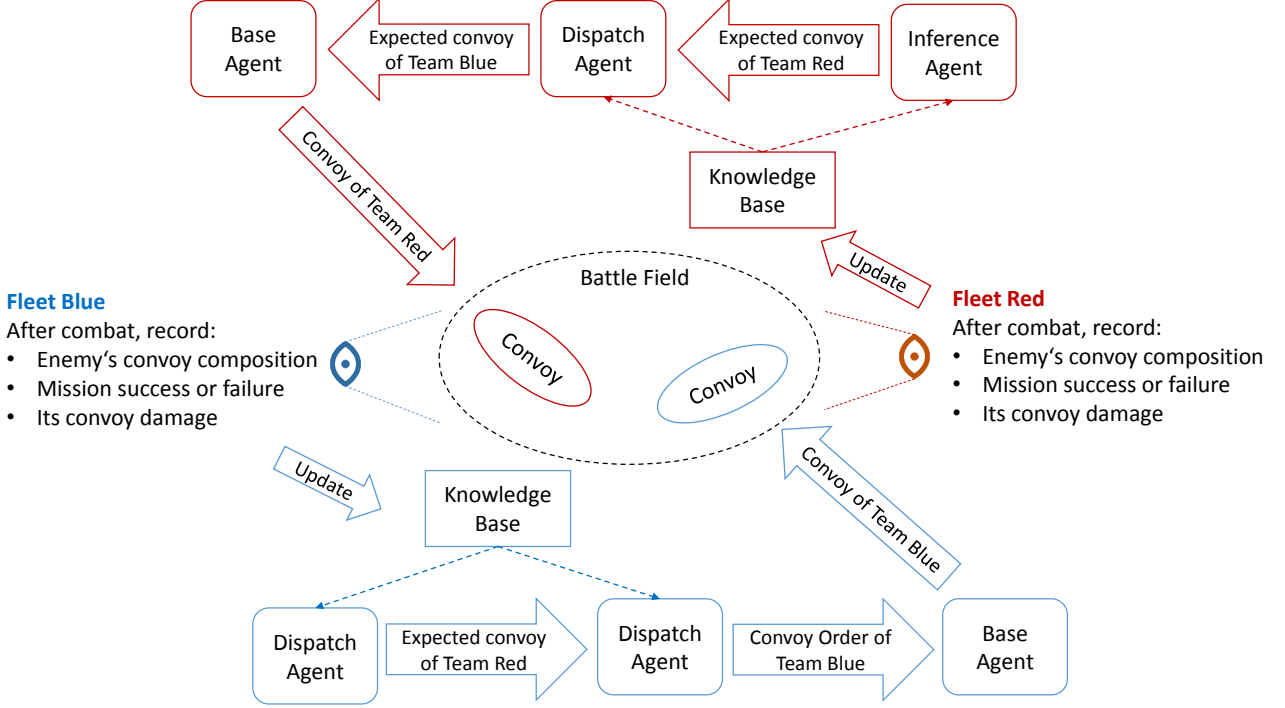 Base
Agent
Expected convoy
of Team Blue
Dispatch
Agent
Expected convoy
of Team Red
Inference
Agent
Convoy of Team Red
Knowledge
Base
Update
Battle Field
Convoy
Convoy
Fleet Blue
After combat, record:
• Enemy‘s convoy composition
• Mission success or failure
• Its convoy damage
Fleet Red
After combat, record:
• Enemy‘s convoy composition
• Mission success or failure
• Its convoy damage
Update
Knowledge
Base
Convoy of Team Blue
Dispatch
Agent
Expected convoy
of Team Red
Dispatch
Agent
Convoy Order of
Team Blue
Base
Agent